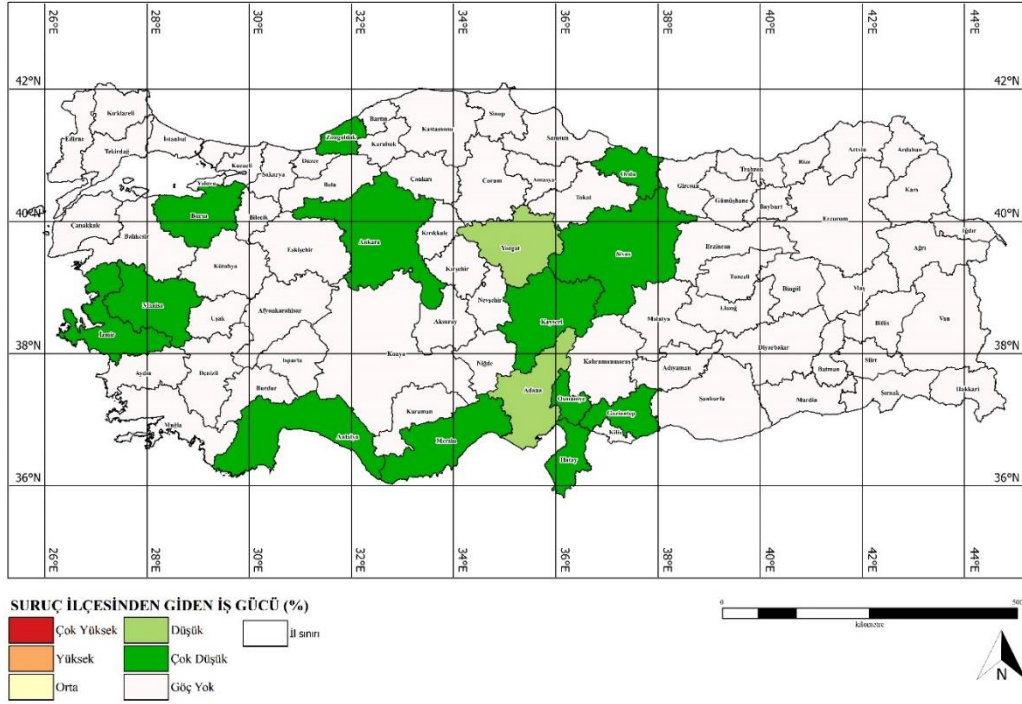 26°E 28°E 30°E 32°E 34°E 36°E 38°E 40°E 42°E 44°E
42°N 42°N
Kırklareli
Edirne
Tekirdağ
İstanbul
Zonguldak
Bartın
Karabük
Kastamonu
Sinop
Samsun
Kocaeli
Yalova
Sakarya
Düzce
Bolu
Çankırı
Çorum
Amasya
Tokat
Ordu
Giresun
Trabzon
Rize
Artvin
Ardahan
Gümüşhane
Bayburt
Kars
40°N 40°N
Çanakkale
Balıkesir
Bursa
Bilecik
Eskişehir
Ankara
Kırıkkale
Yozgat
Sivas
Erzincan
Erzurum
Ağrı
Iğdır
Kütahya
Kırşehir
Tunceli
Bingöl
Muş
Manisa
Uşak
Afyonkarahisar
Nevşehir
Kayseri
Malatya
Elazığ
Bitlis
Van
İzmir
Aksaray
38°N 38°N
Konya
Isparta
Niğde
Kahramanmaraş
Adıyaman
Diyarbakır
Batman
Siirt
Aydın
Denizli
Burdur
Karaman
Adana
Osmaniye
Gaziantep
Şanlıurfa
Mardin
Şırnak
Hakkari
Muğla
Antalya
Mersin
Kilis
Hatay
36°N 36°N
26°E 28°E 30°E 32°E 34°E 36°E 38°E 40°E 42°E 44°E
SURUÇ İLÇESİNDEN GİDEN İŞ GÜCÜ (%)
Çok Yüksek
Yüksek
Orta
Düşük
Çok Düşük
Göç Yok
İl sınırı
0 500
kilometre
N